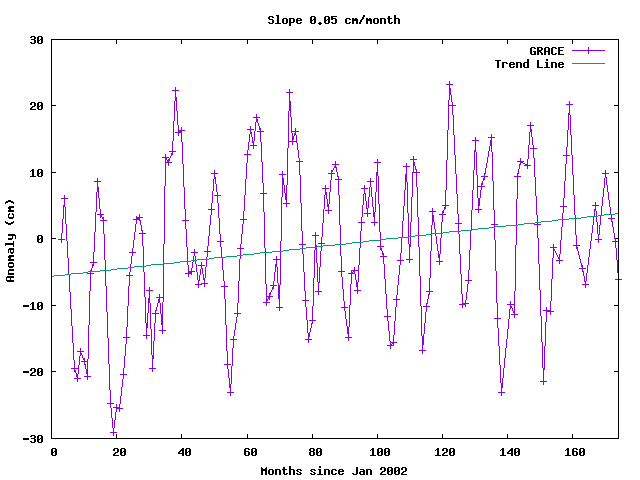 Slope 0.05 cm/month
30
20
10
0
-10
-20
-30
Anomaly (cm)
GRACE
Trend Line
0 20 40 60 80 100 120 140 160
Months since Jan 2002